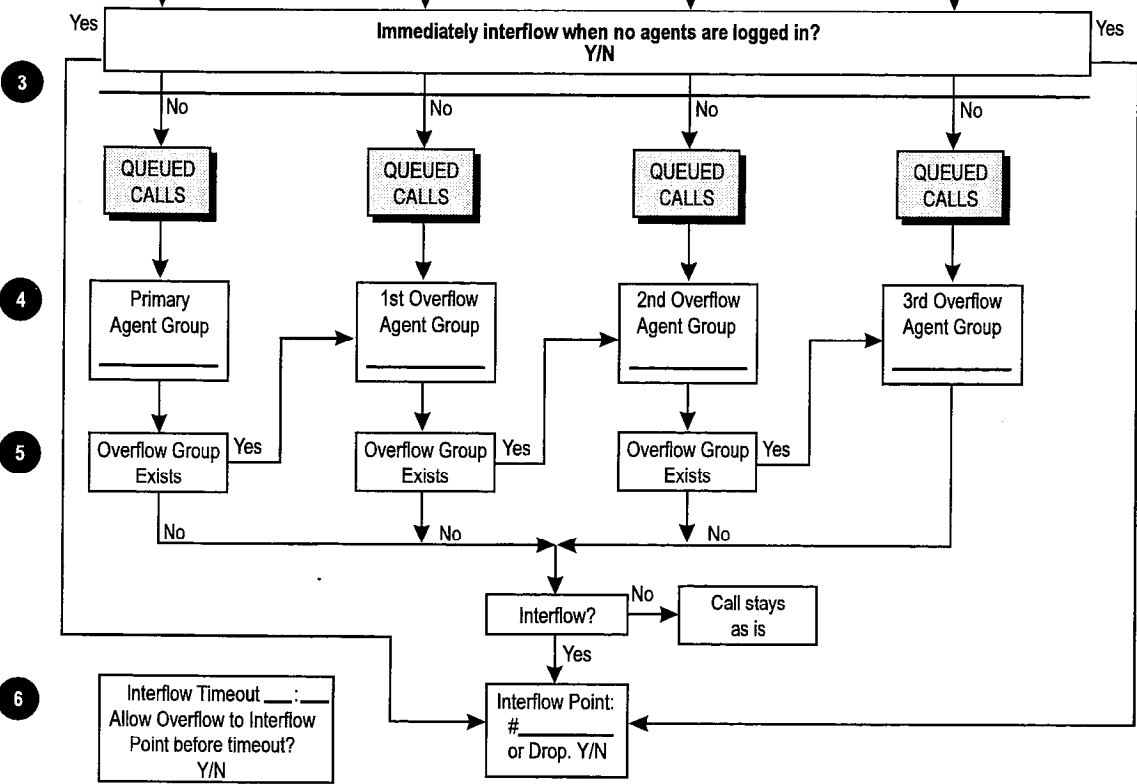 Yes
Immediately interflow when no agents are logged in?
Y/N
Yes
3
No
No
No
No
QUEUED
CALLS
QUEUED
CALLS
QUEUED
CALLS
QUEUED
CALLS
4
Primary
Agent Group
1st Overflow
Agent Group
2nd Overflow
Agent Group
3rd Overflow
Agent Group
5
Overflow Group
Exists
Yes
Overflow Group
Exists
Yes
Overflow Group
Exists
Yes
No
No
No
Interflow?
No
Call stays
as is
Yes
6
Interflow Timeout __:__
Allow Overflow to Interflow
Point before timeout?
Y/N
Interflow Point:
#________
or Drop. Y/N